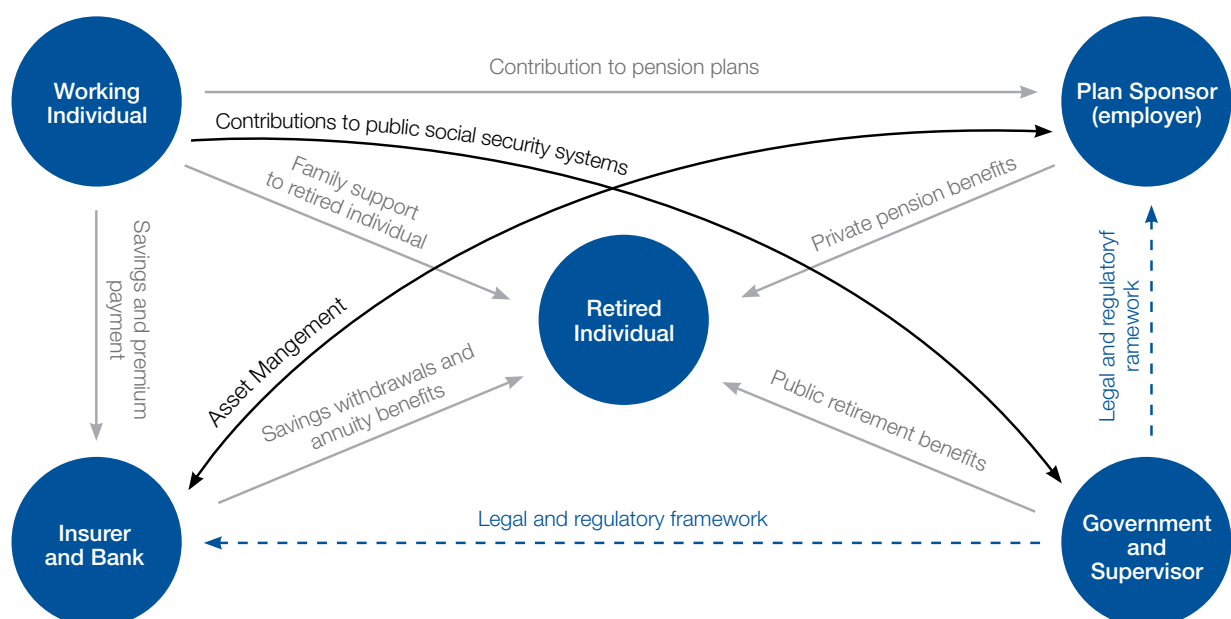 Working
Individual
Contribution to pension plans
Plan Sponsor
(employer)
Contributions to public social security systems
Family support
to retired individual
Private pension benefits
Savings and premium
payment
Retired
Individual
Legal and regulatoryf
ramework
Asset Mangement
Savings withdrawals and
annuity benefits
Public retirement benefits
Insurer
and Bank
Legal and regulatory framework
Government
and
Supervisor